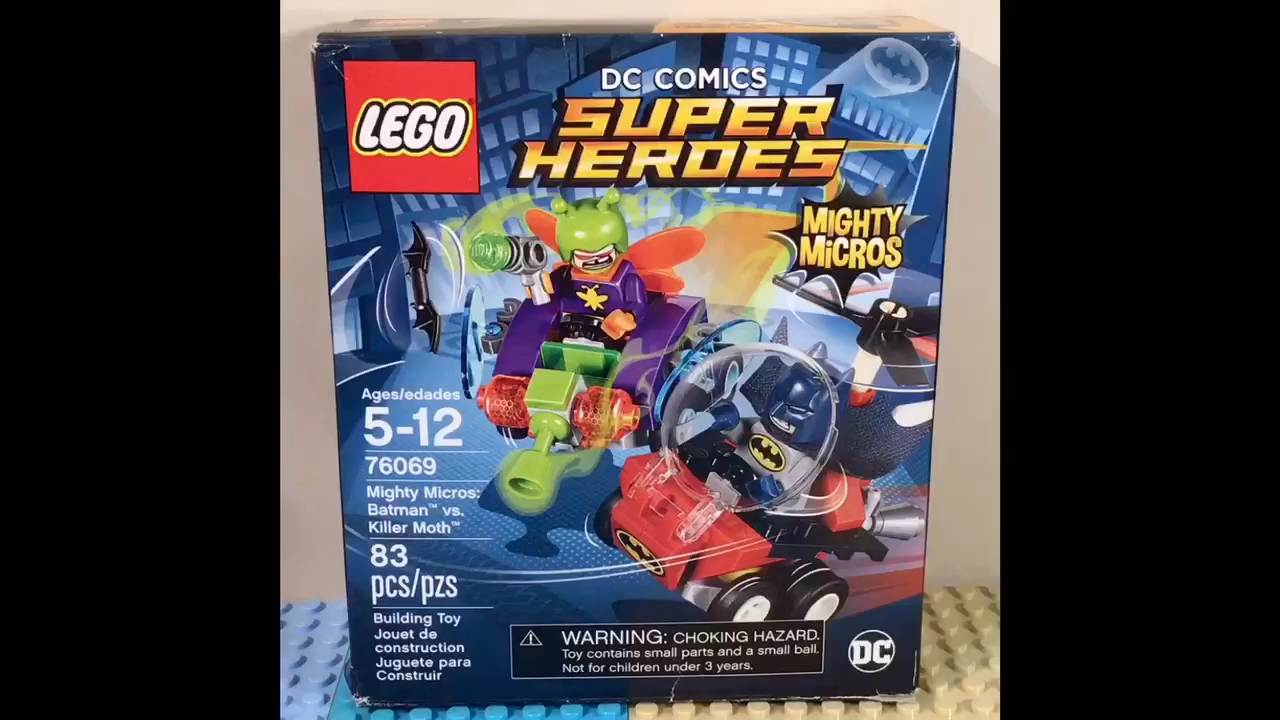 LEGO
DC COMICS
SUPER
HEROES
MIGHTY
MiCROS
Ages/edades
5-12
76069
Mighty Micros:
Batman™ vs.
Killer Moth™
83
pcs/pzs
Building Toy
Jouet de
construction
Juguete para
Construir
WARNING: CHOKING HAZARD.
Toy contains small parts and a small ball.
Not for children under 3 years.
DC